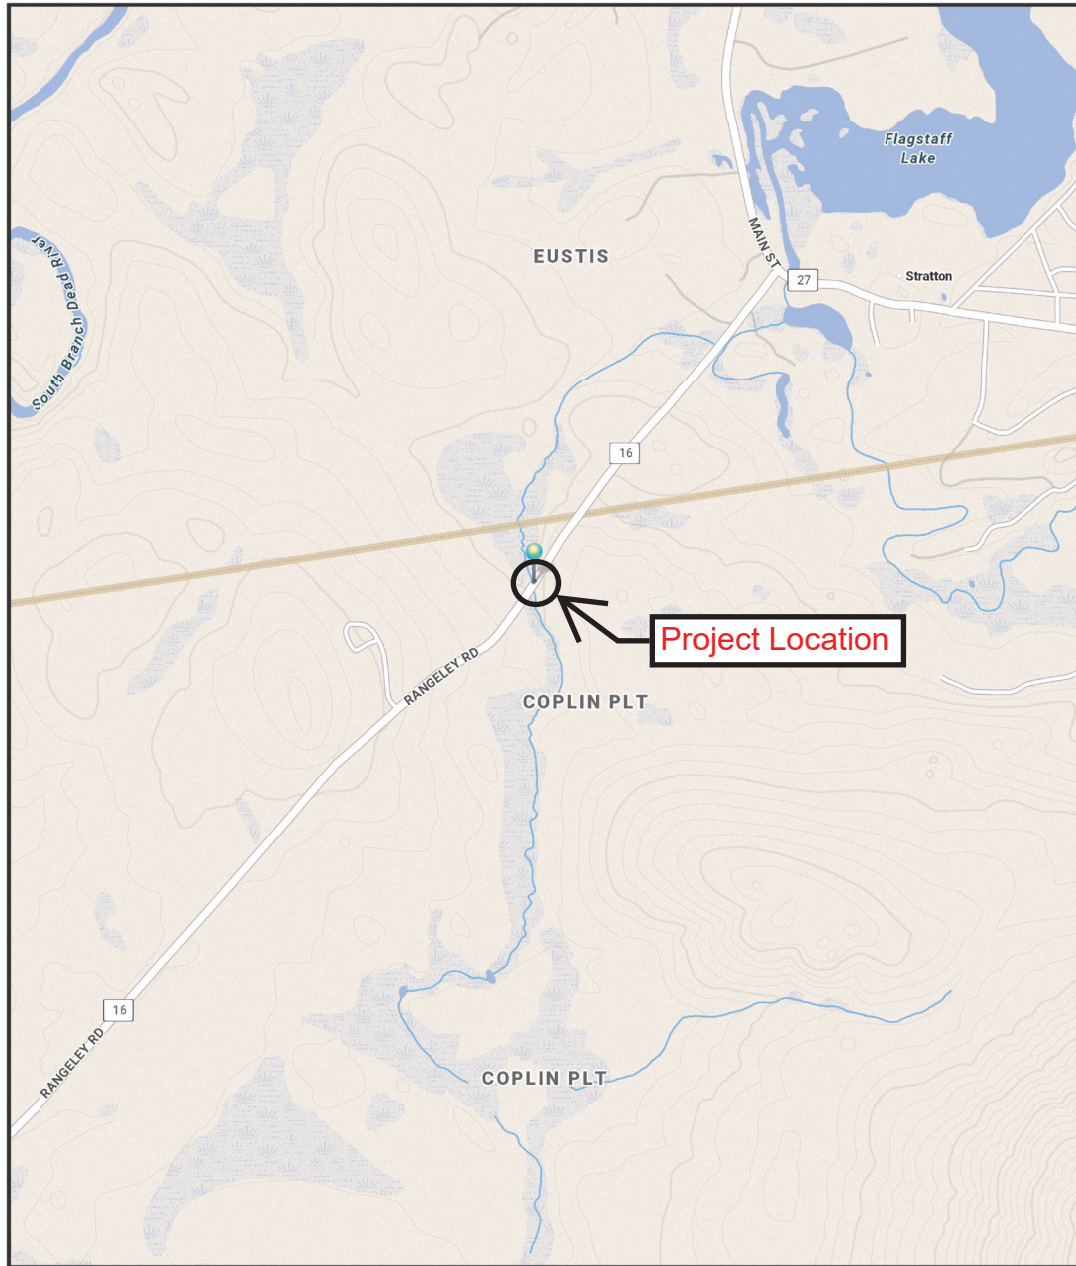 Flagstaff
Lake
MAIN ST
South Branch Dead River
EUSTIS
27
Stratton
16
Project Location
RANGELEY RD
COPLIN PLT
16
RANGELEY RD
COPLIN PLT